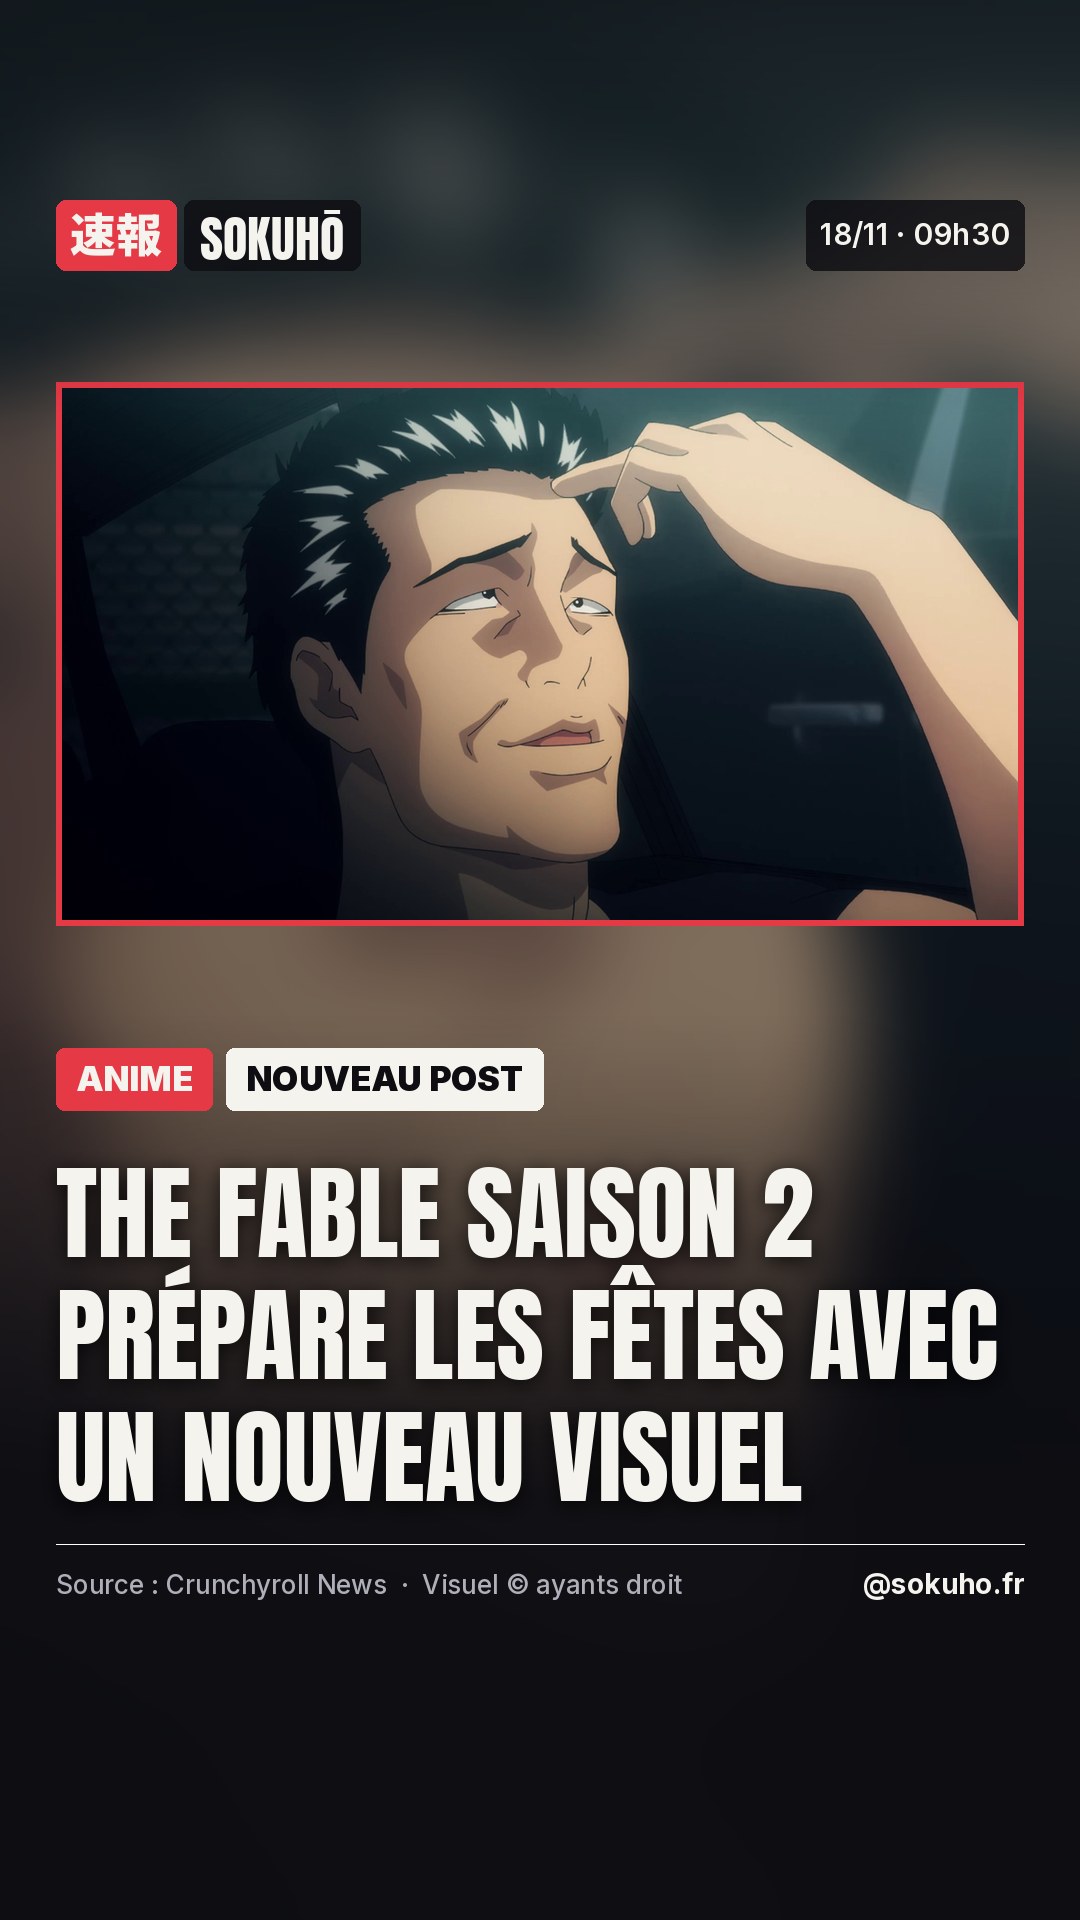 速報 SOKUHŌ
18/11 · 09h30
ANIME
NOUVEAU POST
THE FABLE SAISON 2
PRÉPARE LES FÊTES AVEC
UN NOUVEAU VISUEL
Source : Crunchyroll News · Visuel © ayants droit
@sokuho.fr